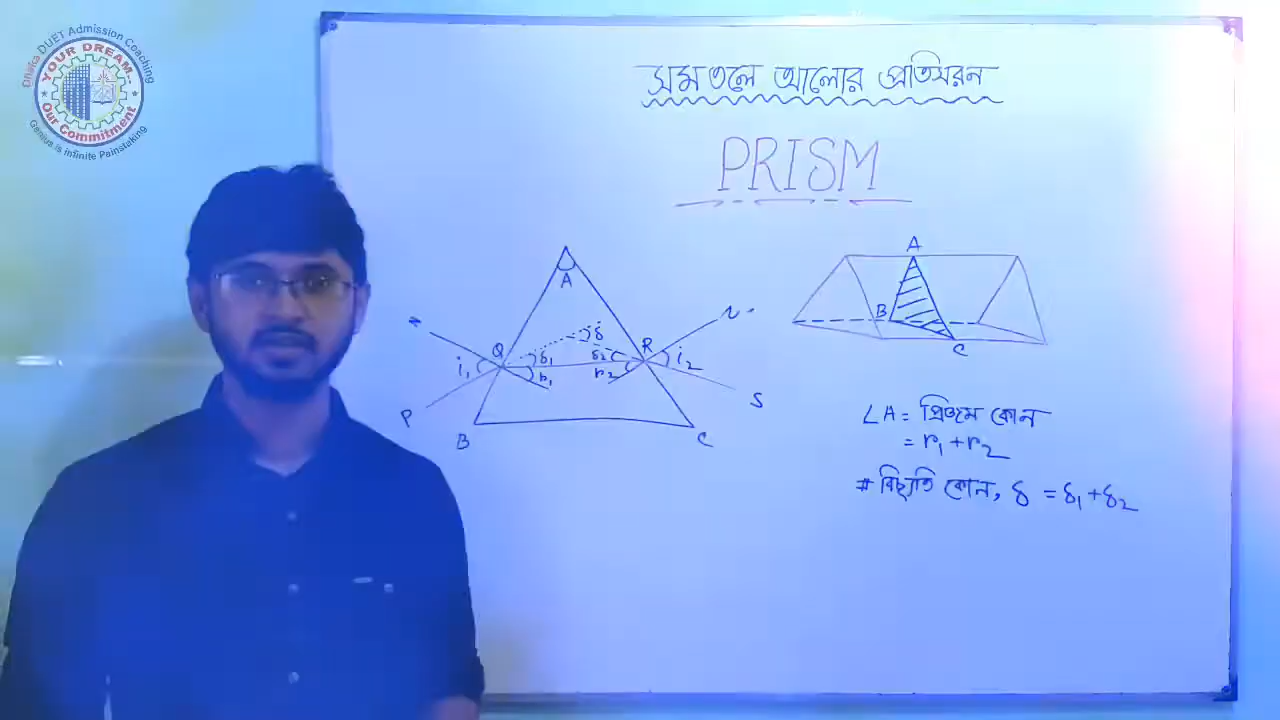 Dhaka DUET Admission Coaching
YOUR DREAM..
Our Commitment
Genius is Infinite Painstaking
সমতলে আলোর প্রতিসরন
PRISM
A
Q
R
i₁
δ₁
r₁
δ
δ₂
r₂
i₂
N
P
S
B
C
A
B
C
∠A = প্রিজম কোন
= r₁ + r₂
# বিচ্যুতি কোন, δ = δ₁ + δ₂